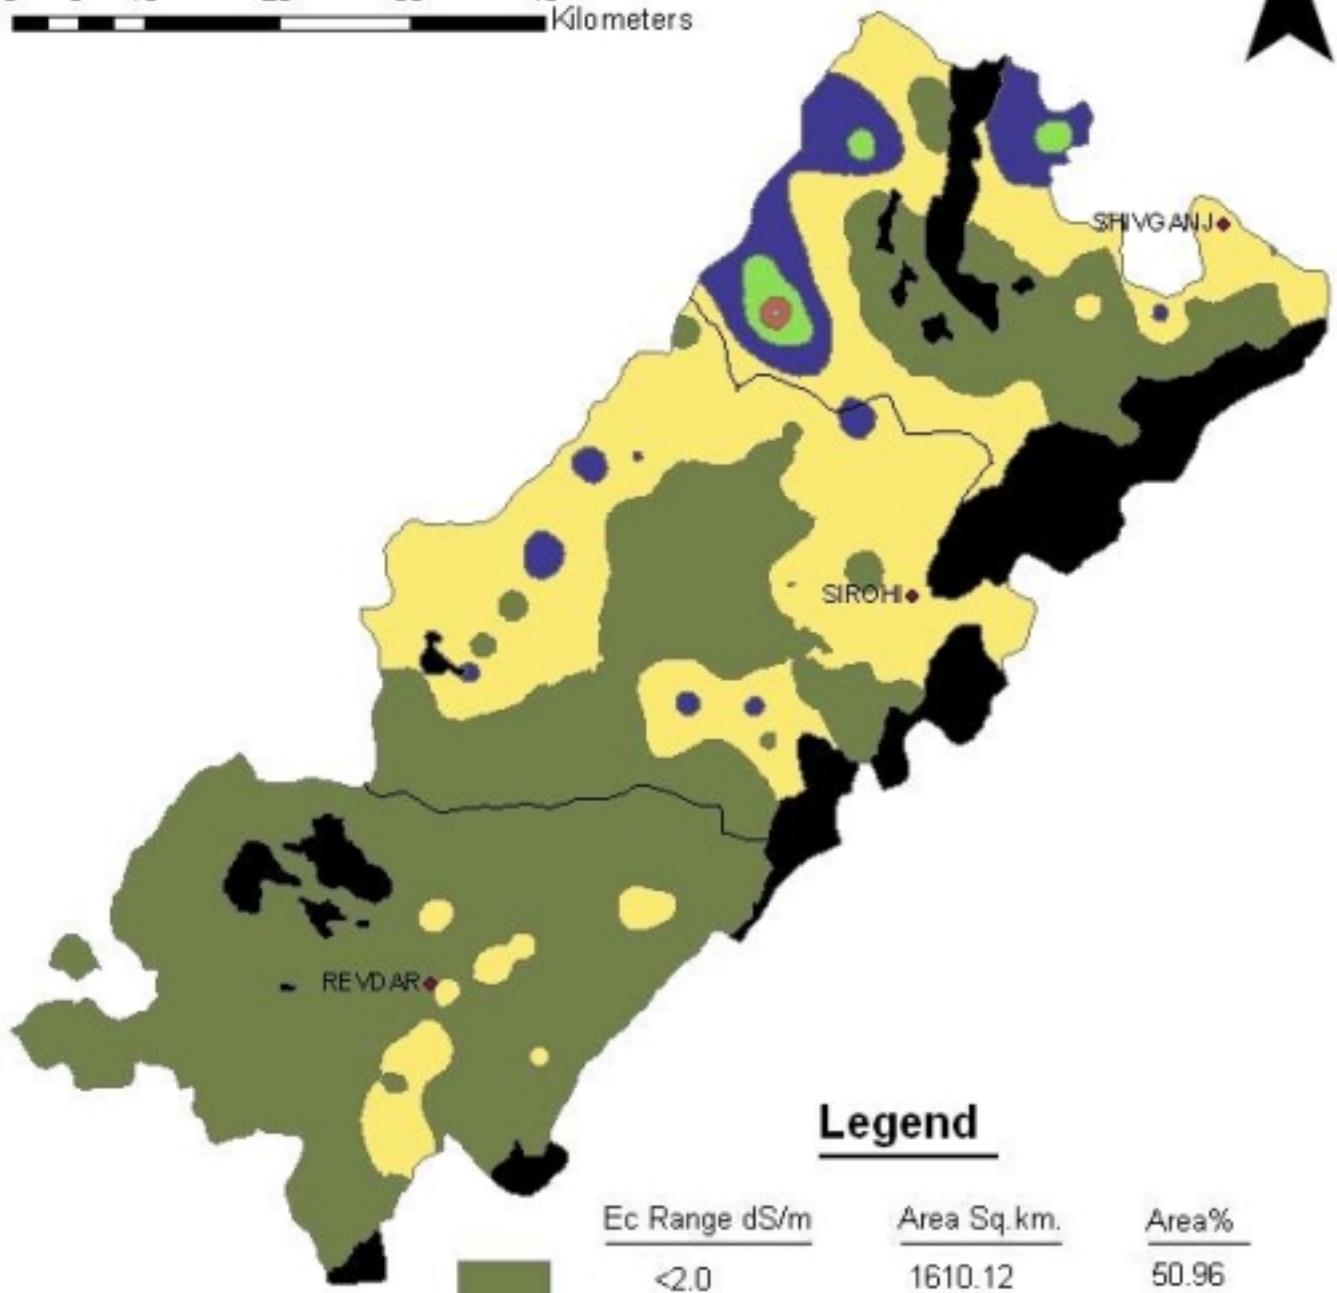 Kilometers
SHIVGANJ
SIROHI
REVDAR
Legend
Ec Range dS/m Area Sq.km. Area%
<2.0 1610.12 50.96